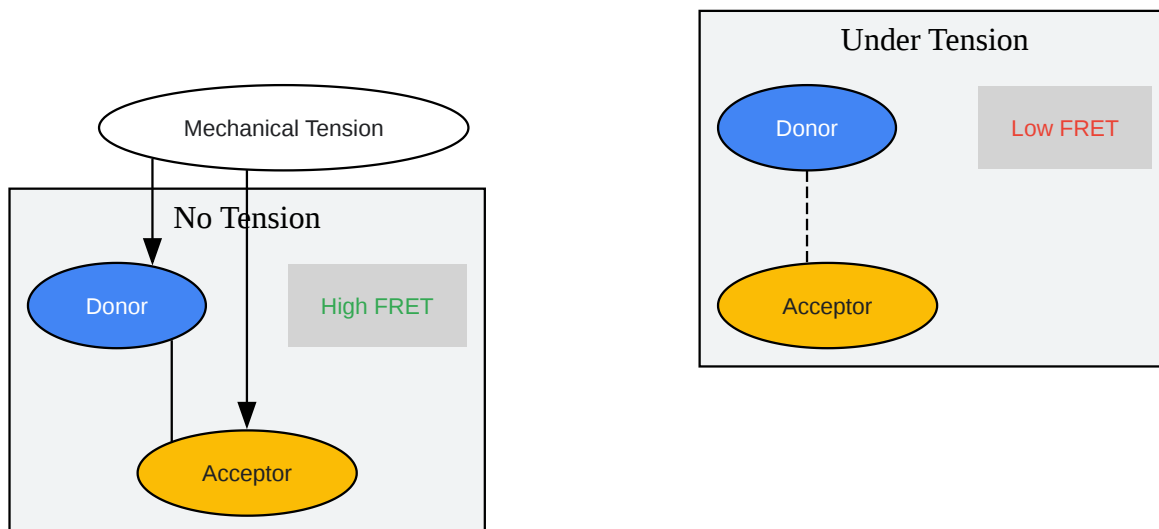 Mechanical Tension
No Tension
Donor
High FRET
Acceptor
Under Tension
Donor
Low FRET
Acceptor